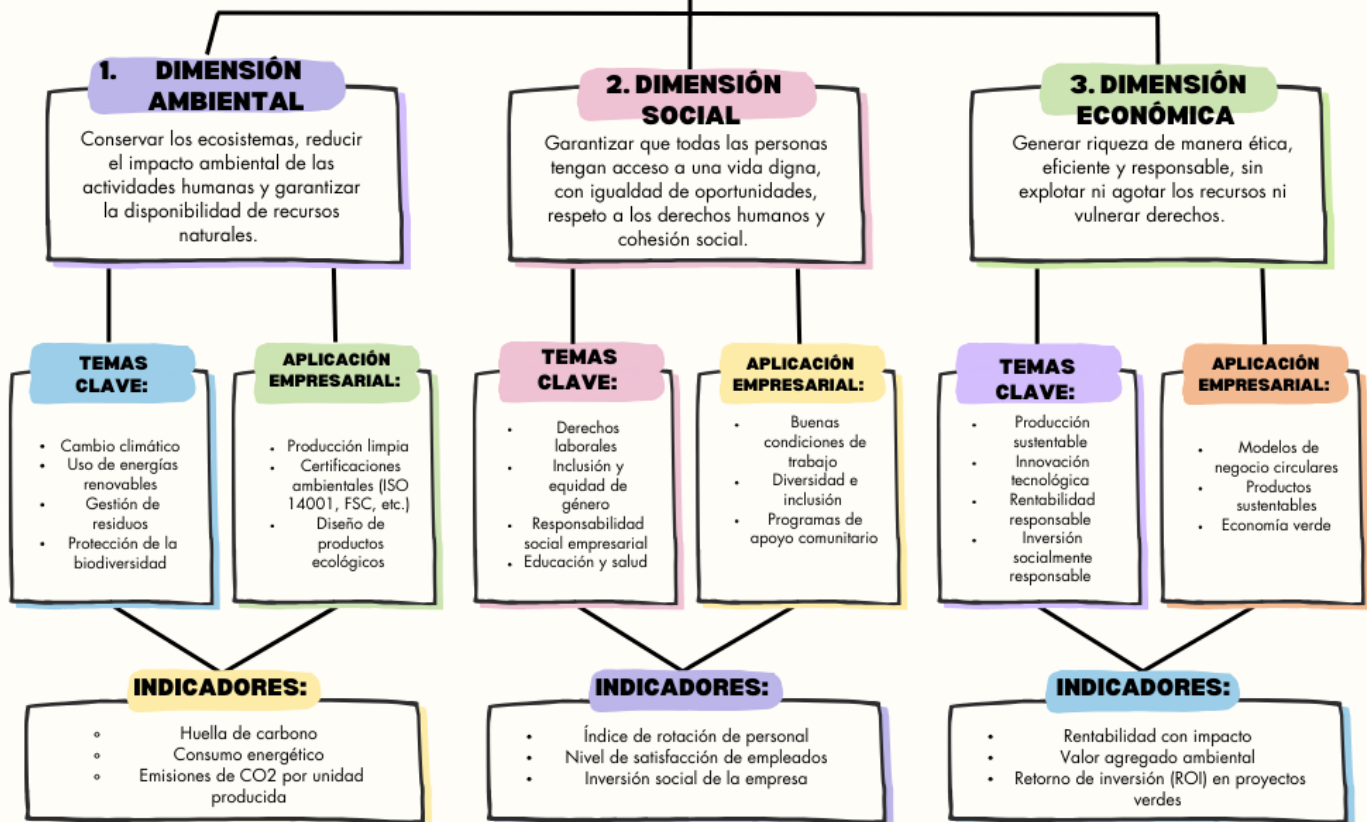 1. DIMENSIÓN
AMBIENTAL
Conservar los ecosistemas, reducir
el impacto ambiental de las
actividades humanas y garantizar
la disponibilidad de recursos
naturales.
2. DIMENSIÓN
SOCIAL
Garantizar que todas las personas
tengan acceso a una vida digna,
con igualdad de oportunidades,
respeto a los derechos humanos y
cohesión social.
3. DIMENSIÓN
ECONÓMICA
Generar riqueza de manera ética,
eficiente y responsable, sin
explotar ni agotar los recursos ni
vulnerar derechos.
TEMAS
CLAVE:
• Cambio climático
• Uso de energías
renovables
• Gestión de
residuos
• Protección de la
biodiversidad
APLICACIÓN
EMPRESARIAL:
• Producción limpia
• Certificaciones
ambientales (ISO
14001, FSC, etc.)
• Diseño de
productos
ecológicos
TEMAS
CLAVE:
• Derechos
laborales
• Inclusión y
equidad de
género
• Responsabilidad
social empresarial
• Educación y salud
APLICACIÓN
EMPRESARIAL:
• Buenas
condiciones de
trabajo
• Diversidad e
inclusión
• Programas de
apoyo comunitario
TEMAS
CLAVE:
• Producción
sustentable
• Innovación
tecnológica
• Rentabilidad
responsable
• Inversión
socialmente
responsable
APLICACIÓN
EMPRESARIAL:
• Modelos de
negocio circulares
• Productos
sustentables
• Economía verde
INDICADORES:
◦ Huella de carbono
◦ Consumo energético
◦ Emisiones de CO2 por unidad
producida
INDICADORES:
• Índice de rotación de personal
• Nivel de satisfacción de empleados
• Inversión social de la empresa
INDICADORES:
• Rentabilidad con impacto
• Valor agregado ambiental
• Retorno de inversión (ROI) en proyectos
verdes